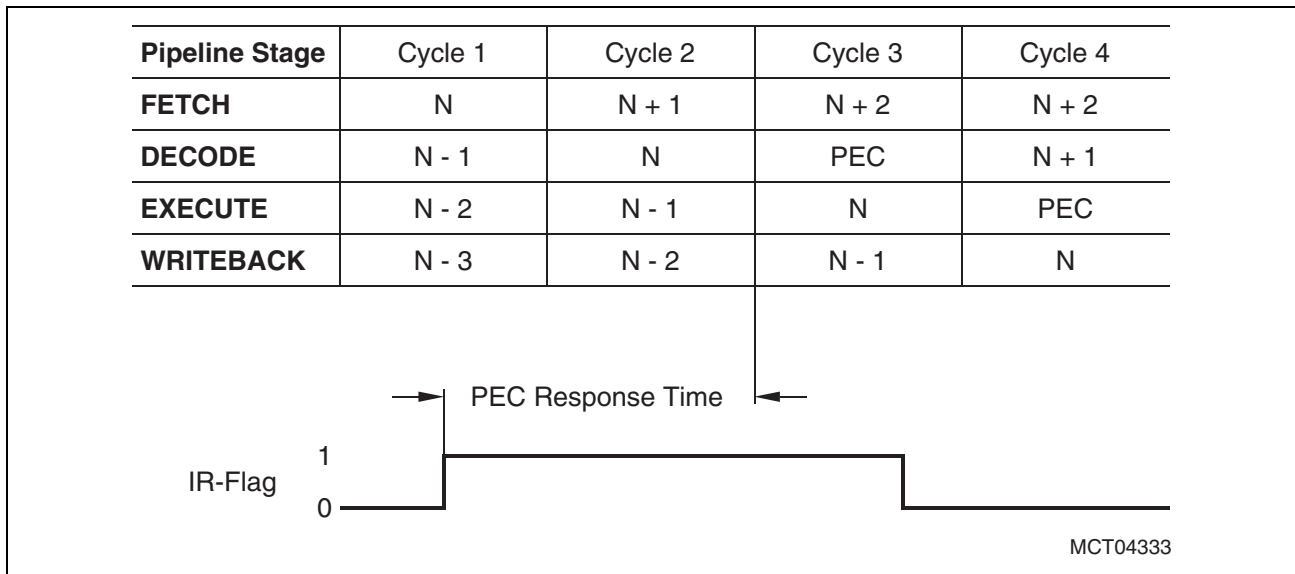 Pipeline Stage Cycle 1 Cycle 2 Cycle 3 Cycle 4
FETCH N N + 1 N + 2 N + 2
DECODE N - 1 N PEC N + 1
EXECUTE N - 2 N - 1 N PEC
WRITEBACK N - 3 N - 2 N - 1 N
PEC Response Time
1
IR-Flag
0
MCT04333